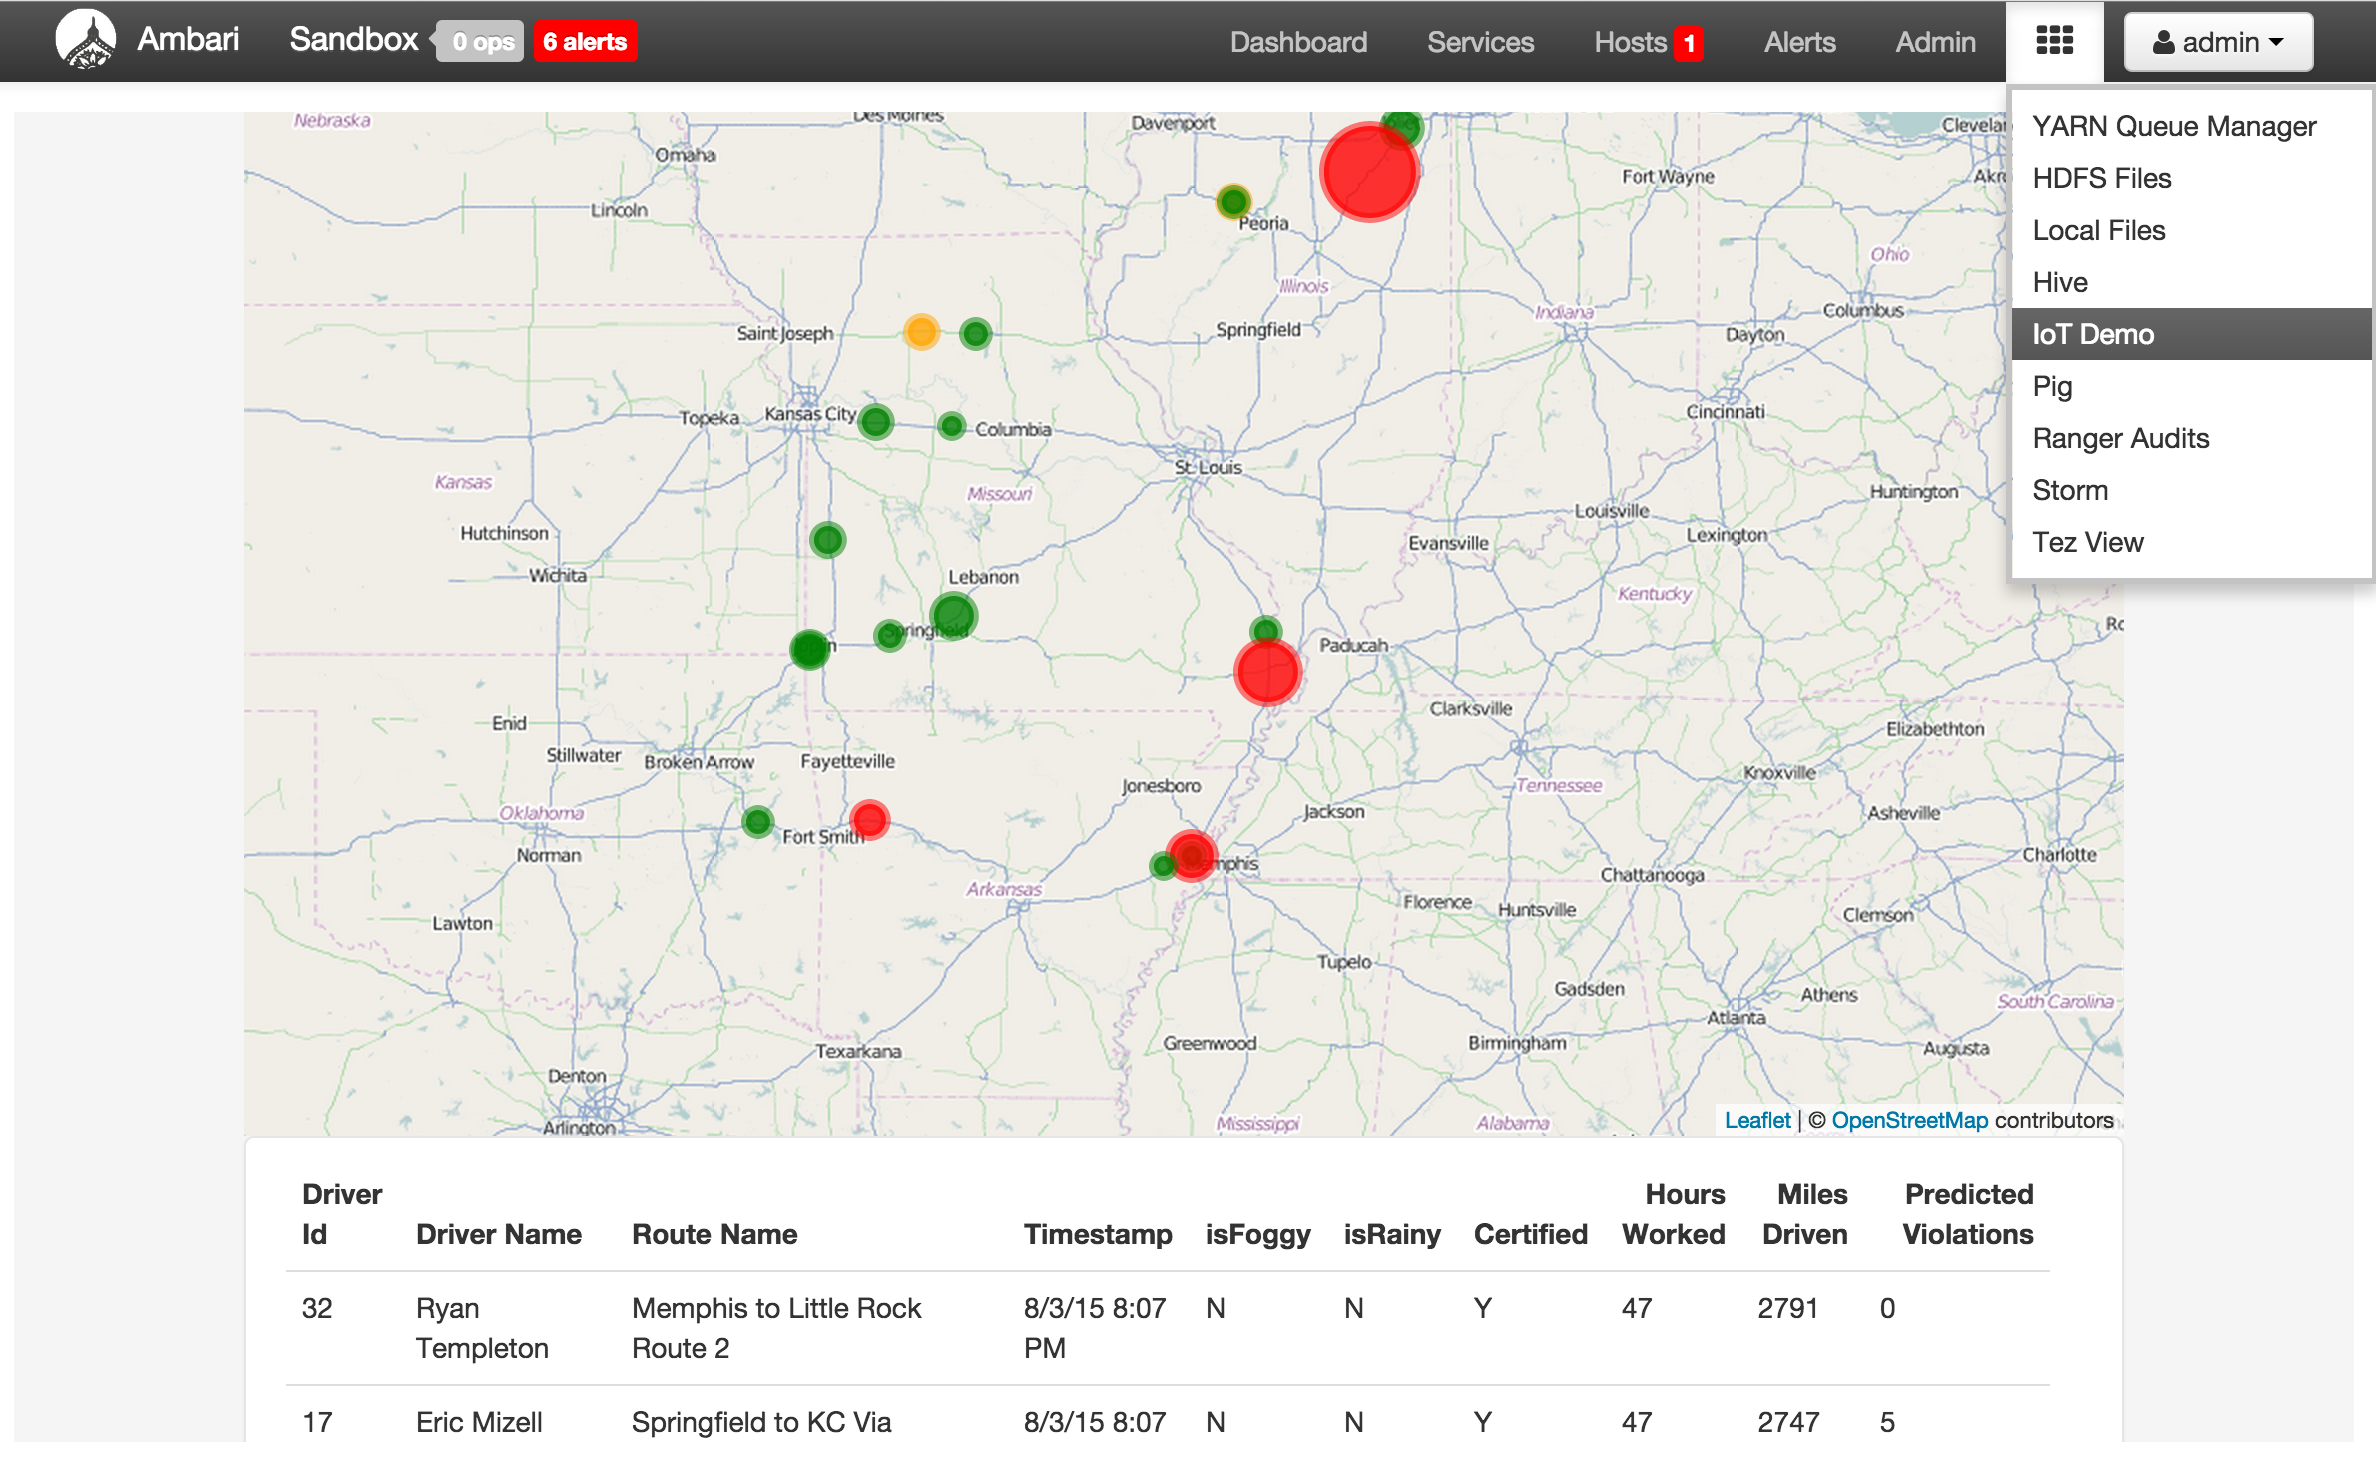 Ambari
Sandbox
0 ops
6 alerts
Dashboard
Services
Hosts 1
Alerts
Admin
admin
YARN Queue Manager
HDFS Files
Local Files
Hive
IoT Demo
Pig
Ranger Audits
Storm
Tez View
Nebraska
Des Moines
Davenport
Omaha
Fort Wayne
Lincoln
Peoria
Ohio
Illinois
Columbus
Indiana
Saint Joseph
Springfield
Dayton
Topeka
Kansas City
Columbia
Cincinnati
St. Louis
Kansas
Missouri
Huntington
Louisville
Hutchinson
Lexington
Evansville
Wichita
Lebanon
Kentucky
Springfield
Paducah
Clarksville
Enid
Elizabethton
Stillwater
Broken Arrow
Fayetteville
Knoxville
Jonesboro
Tennessee
Oklahoma
Jackson
Asheville
Fort Smith
Norman
Charlotte
Chattanooga
Arkansas
Florence
Huntsville
Clemson
Lawton
Tupelo
Gadsden
Athens
South Carolina
Atlanta
Greenwood
Birmingham
Augusta
Texarkana
Denton
Mississippi
Alabama
Arlington
Leaflet | © OpenStreetMap contributors
Driver Hours Miles Predicted
Id Driver Name Route Name Timestamp isFoggy isRainy Certified Worked Driven Violations
32 Ryan Memphis to Little Rock 8/3/15 8:07 N N Y 47 2791 0
Templeton Route 2 PM
17 Eric Mizell Springfield to KC Via 8/3/15 8:07 N N Y 47 2747 5